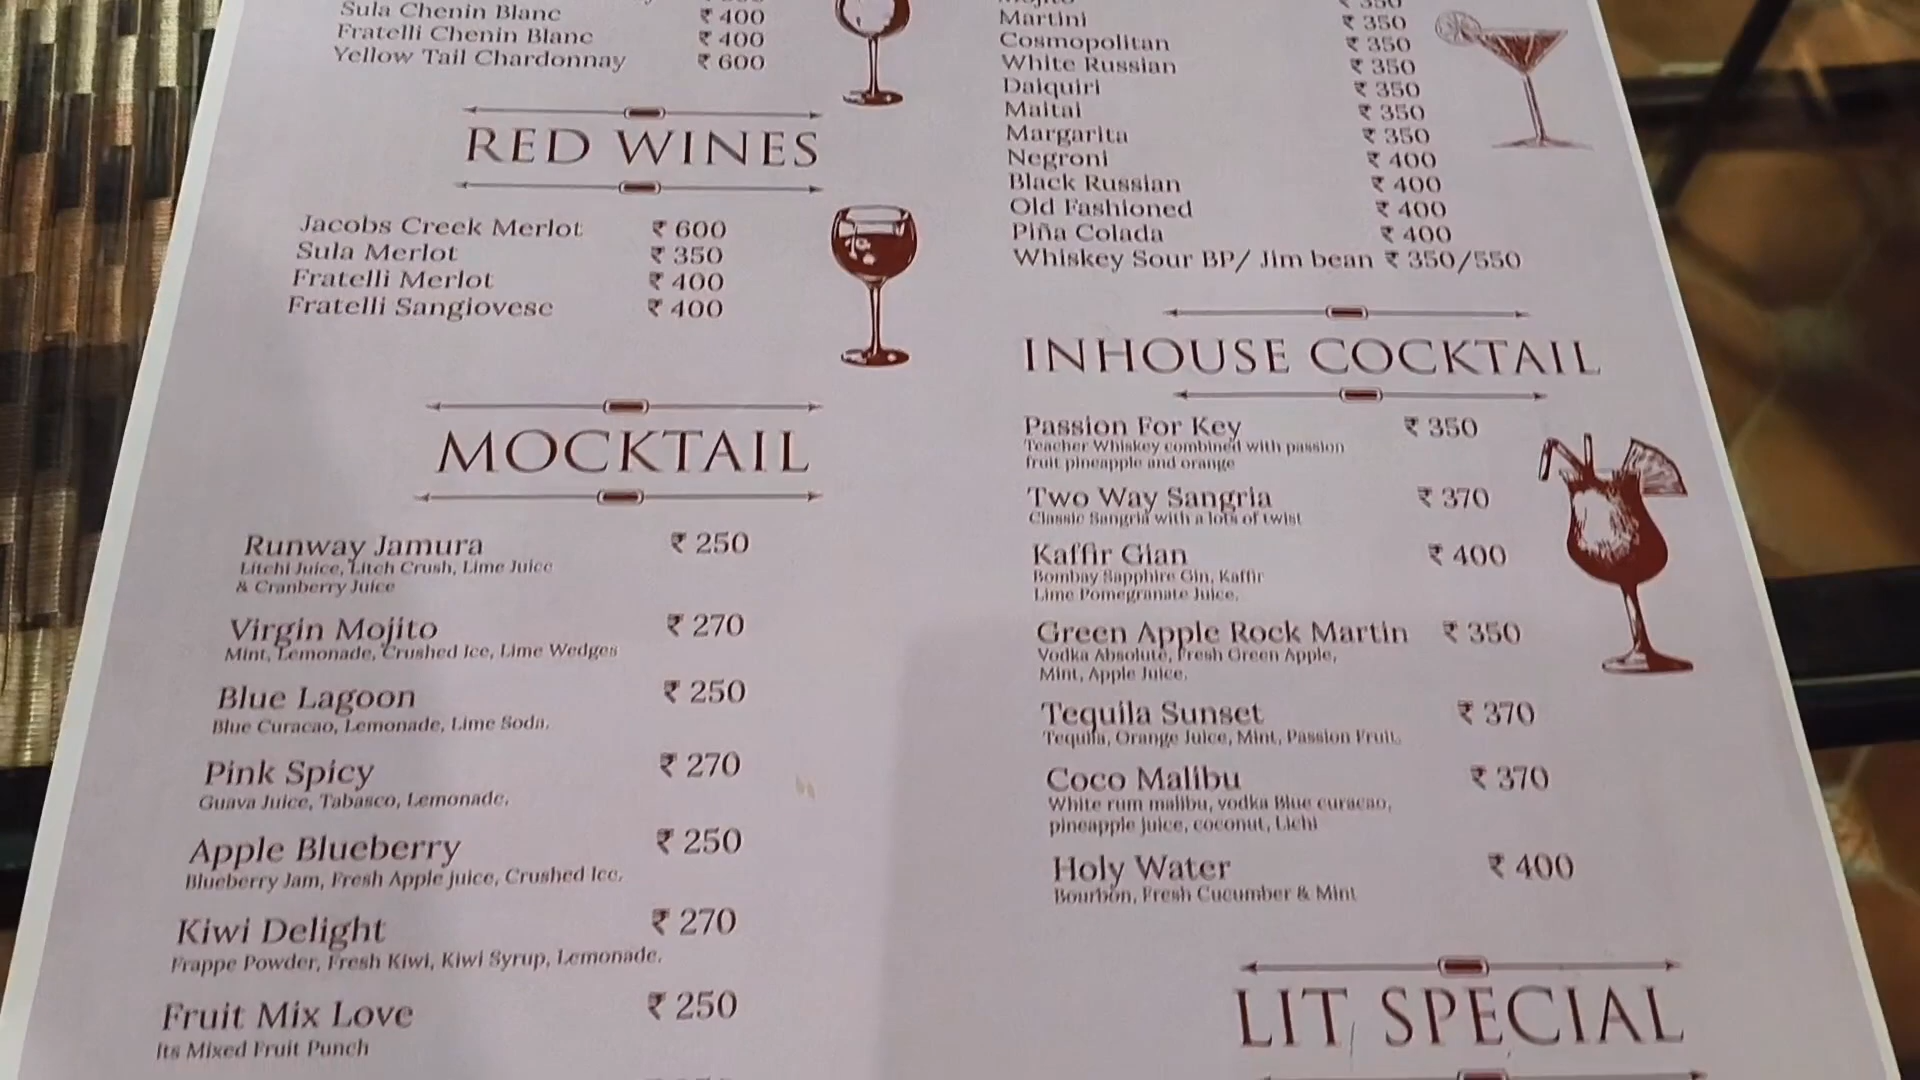 Sula Chenin Blanc ₹ 400
Fratelli Chenin Blanc ₹ 400
Yellow Tail Chardonnay ₹ 600
RED WINES
Jacobs Creek Merlot ₹ 600
Sula Merlot ₹ 350
Fratelli Merlot ₹ 400
Fratelli Sangiovese ₹ 400
MOCKTAIL
Runway Jamura ₹ 250
Litchi Juice, Litch Crush, Lime Juice
& Cranberry Juice
Virgin Mojito ₹ 270
Mint, Lemonade, Crushed Ice, Lime Wedges
Blue Lagoon ₹ 250
Blue Curacao, Lemonade, Lime Soda.
Pink Spicy ₹ 270
Guava Juice, Tabasco, Lemonade.
Apple Blueberry ₹ 250
Blueberry Jam, Fresh Apple juice, Crushed Ice.
Kiwi Delight ₹ 270
Frappe Powder, Fresh Kiwi, Kiwi Syrup, Lemonade.
Fruit Mix Love ₹ 250
Its Mixed Fruit Punch
Mojito ₹ 350
Martini ₹ 350
Cosmopolitan ₹ 350
White Russian ₹ 350
Daiquiri ₹ 350
Maitai ₹ 350
Margarita ₹ 350
Negroni ₹ 400
Black Russian ₹ 400
Old Fashioned ₹ 400
Piña Colada ₹ 400
Whiskey Sour BP/ Jim bean ₹ 350/550
INHOUSE COCKTAIL
Passion For Key ₹ 350
Teacher Whiskey combined with passion
fruit pineapple and orange
Two Way Sangria ₹ 370
Classic Sangria with a lots of twist
Kaffir Gian ₹ 400
Bombay Sapphire Gin, Kaffir
Lime Pomegranate Juice.
Green Apple Rock Martin ₹ 350
Vodka Absolute, Fresh Green Apple,
Mint, Apple Juice.
Tequila Sunset ₹ 370
Tequila, Orange Juice, Mint, Passion Fruit.
Coco Malibu ₹ 370
White rum malibu, vodka Blue curacao,
pineapple juice, coconut, Lichi
Holy Water ₹ 400
Bourbon, Fresh Cucumber & Mint
LIT SPECIAL